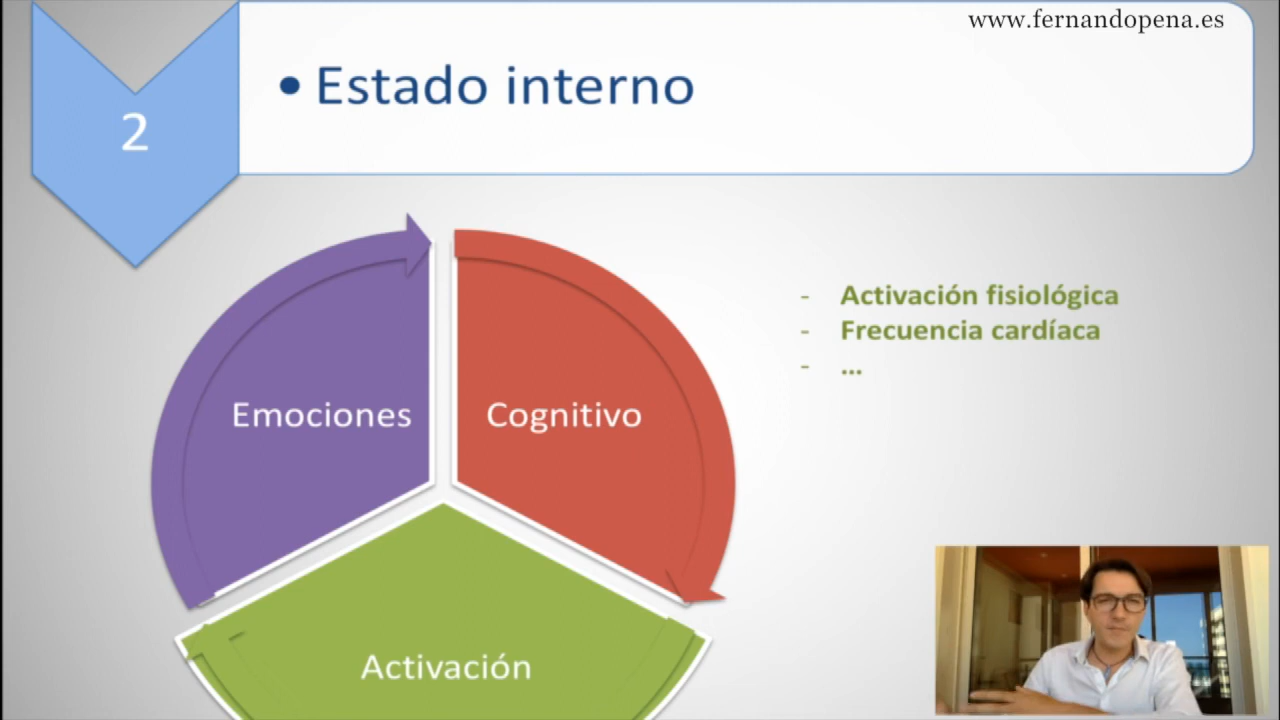 www.fernandopena.es
2
• Estado interno
Emociones
Cognitivo
Activación
- Activación fisiológica
- Frecuencia cardíaca
- ...